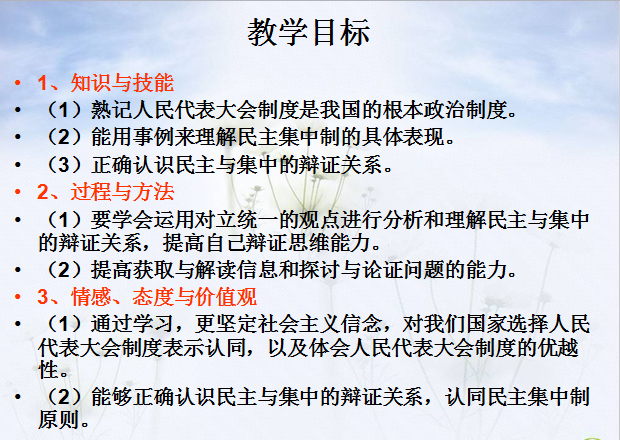 教学目标
• 1、知识与技能
• （1）熟记人民代表大会制度是我国的根本政治制度。
• （2）能用事例来理解民主集中制的具体表现。
• （3）正确认识民主与集中的辩证关系。
• 2、过程与方法
• （1）要学会运用对立统一的观点进行分析和理解民主与集中
的辩证关系，提高自己辩证思维能力。
• （2）提高获取与解读信息和探讨与论证问题的能力。
• 3、情感、态度与价值观
• （1）通过学习，更坚定社会主义信念，对我们国家选择人民
代表大会制度表示认同，以及体会人民代表大会制度的优越
性。
• （2）能够正确认识民主与集中的辩证关系，认同民主集中制
原则。